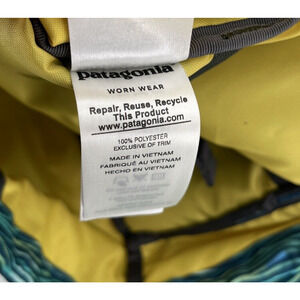 patagonia
WORN WEAR
Repair, Reuse, Recycle
This Product
www.patagonia.com
100% POLYESTER
EXCLUSIVE OF TRIM
MADE IN VIETNAM
FABRIQUÉ AU VIETNAM
HECHO EN VIETNAM